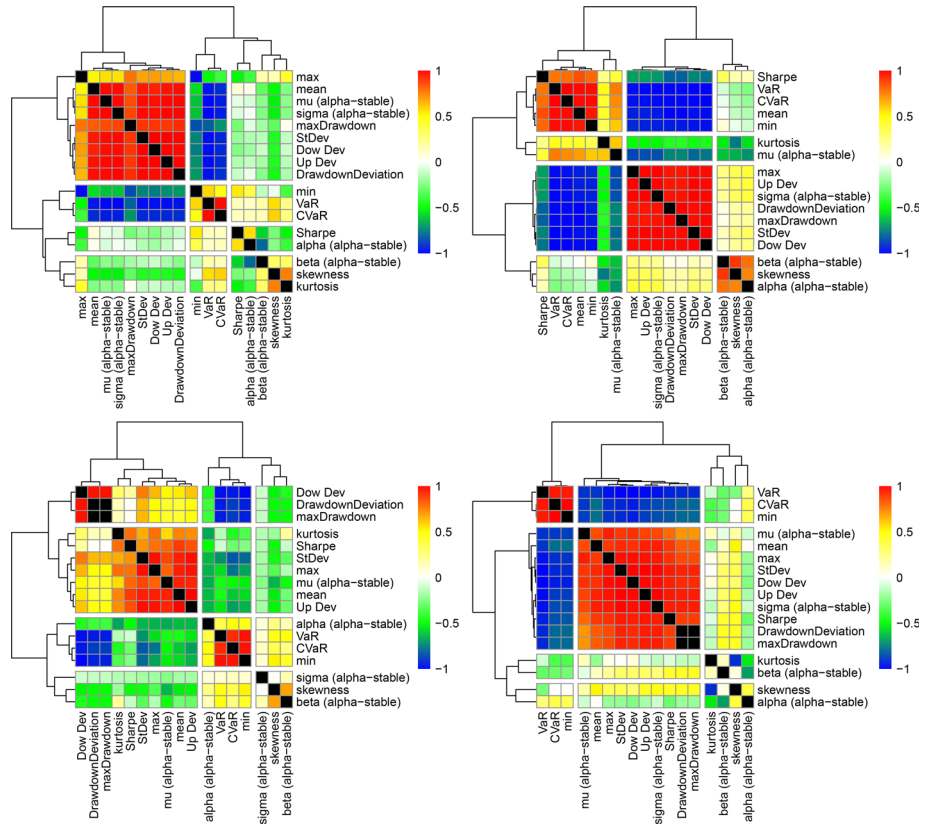 max
mean
mu (alpha-stable)
sigma (alpha-stable)
maxDrawdown
StDev
Dow Dev
Up Dev
DrawdownDeviation
min
VaR
CVaR
Sharpe
alpha (alpha-stable)
beta (alpha-stable)
skewness
kurtosis
1
0.5
0
−0.5
−1
max
mean
mu (alpha-stable)
sigma (alpha-stable)
maxDrawdown
StDev
Dow Dev
Up Dev
DrawdownDeviation
min
VaR
CVaR
Sharpe
alpha (alpha-stable)
beta (alpha-stable)
skewness
kurtosis
Sharpe
VaR
CVaR
mean
min
kurtosis
mu (alpha-stable)
max
Up Dev
sigma (alpha-stable)
DrawdownDeviation
maxDrawdown
StDev
Dow Dev
beta (alpha-stable)
skewness
alpha (alpha-stable)
1
0.5
0
−0.5
−1
Sharpe
VaR
CVaR
mean
min
kurtosis
mu (alpha-stable)
max
Up Dev
sigma (alpha-stable)
DrawdownDeviation
maxDrawdown
StDev
Dow Dev
beta (alpha-stable)
skewness
alpha (alpha-stable)
Dow Dev
DrawdownDeviation
maxDrawdown
kurtosis
Sharpe
StDev
max
mu (alpha-stable)
mean
Up Dev
alpha (alpha-stable)
VaR
CVaR
min
sigma (alpha-stable)
skewness
beta (alpha-stable)
1
0.5
0
−0.5
−1
Dow Dev
DrawdownDeviation
maxDrawdown
kurtosis
Sharpe
StDev
max
mu (alpha-stable)
mean
Up Dev
alpha (alpha-stable)
VaR
CVaR
min
sigma (alpha-stable)
skewness
beta (alpha-stable)
VaR
CVaR
min
mu (alpha-stable)
mean
max
StDev
Dow Dev
Up Dev
sigma (alpha-stable)
Sharpe
DrawdownDeviation
maxDrawdown
kurtosis
beta (alpha-stable)
skewness
alpha (alpha-stable)
1
0.5
0
−0.5
−1
VaR
CVaR
min
mu (alpha-stable)
mean
max
StDev
Dow Dev
Up Dev
sigma (alpha-stable)
Sharpe
DrawdownDeviation
maxDrawdown
kurtosis
beta (alpha-stable)
skewness
alpha (alpha-stable)